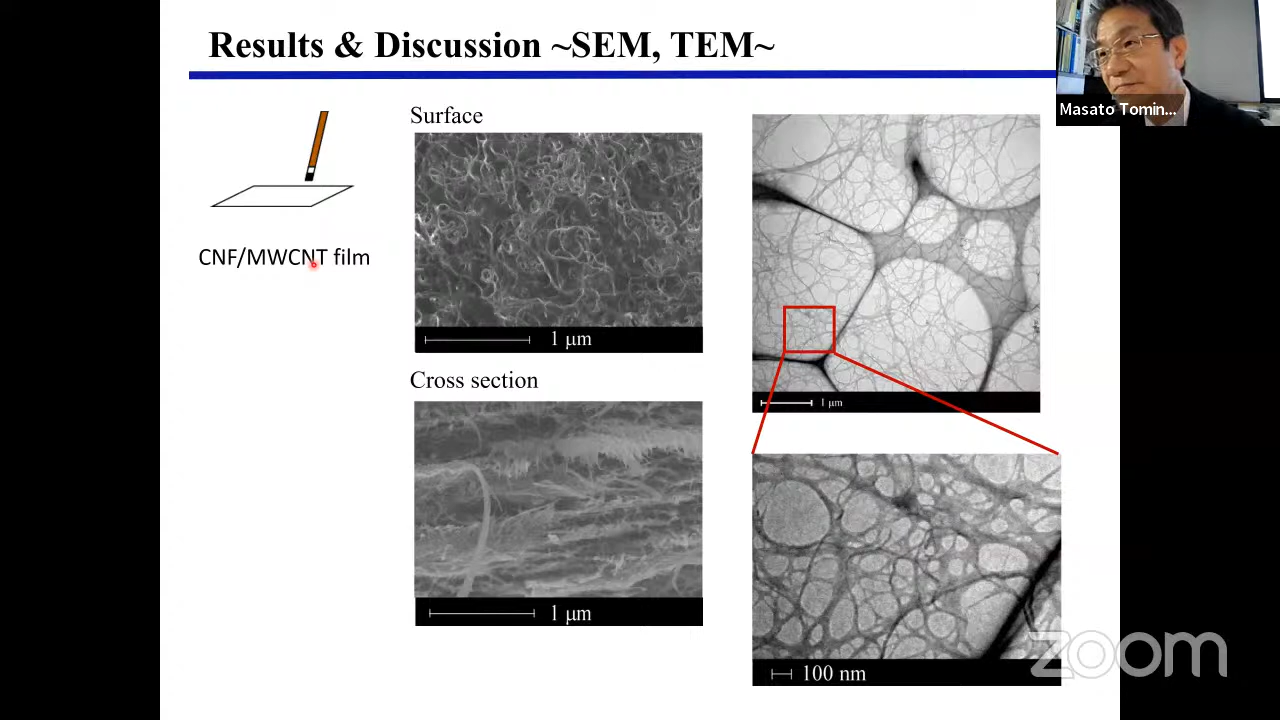 Results & Discussion ~SEM, TEM~
Masato Tomin...
Surface
CNF/MWCNT film
1 μm
1 μm
Cross section
1 μm
100 nm
zoom